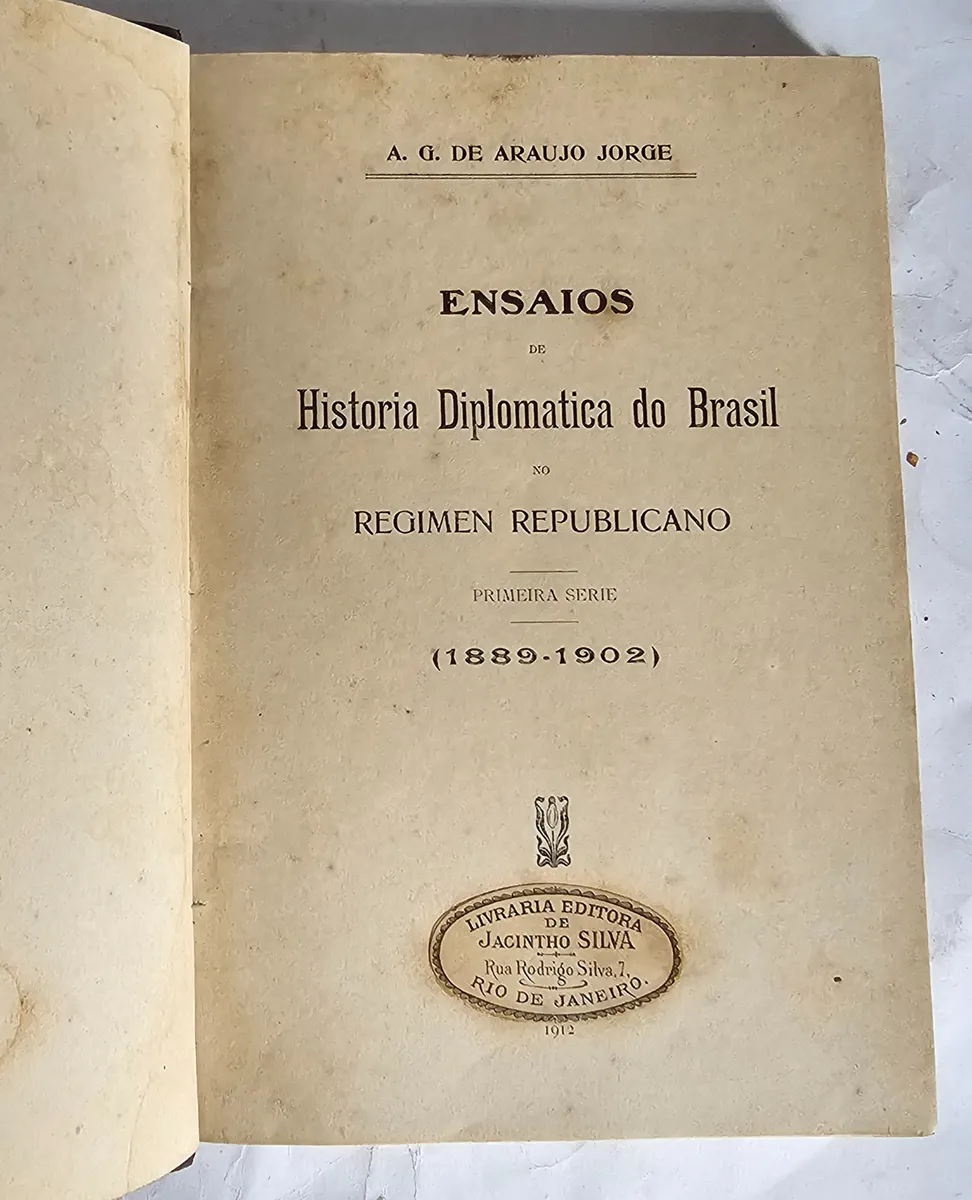 A. G. DE ARAUJO JORGE
ENSAIOS
DE
Historia Diplomatica do Brasil
NO
REGIMEN REPUBLICANO
PRIMEIRA SERIE
(1889-1902)
LIVRARIA EDITORA
DE
JACINTHO SILVA
Rua Rodrigo Silva, 7,
RIO DE JANEIRO.
1912